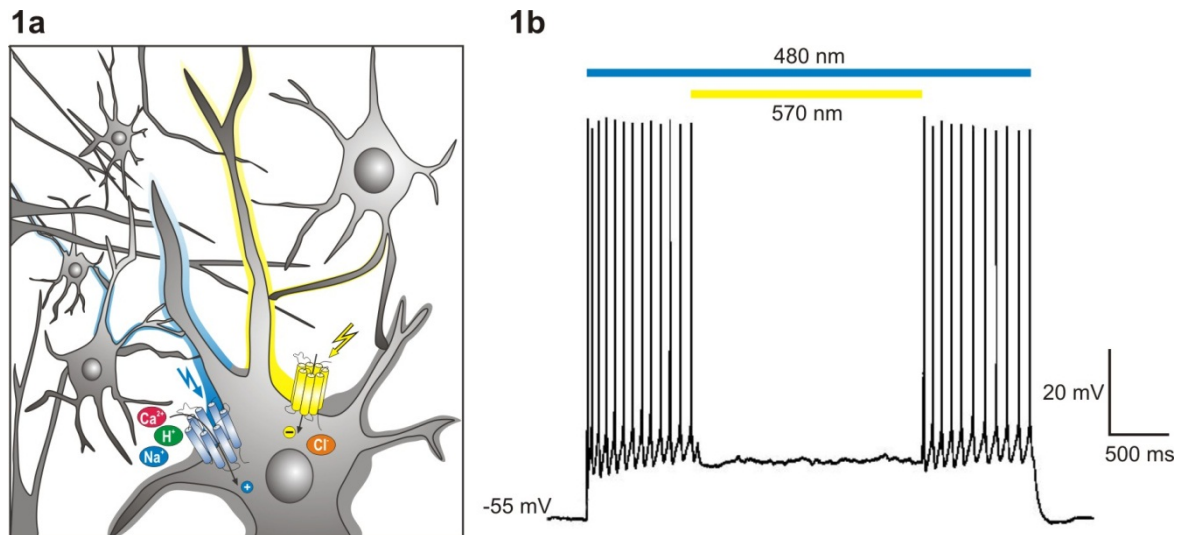 1a
Ca²⁺
H⁺
Na⁺
+
−
Cl⁻
1b
480 nm
570 nm
20 mV
500 ms
-55 mV